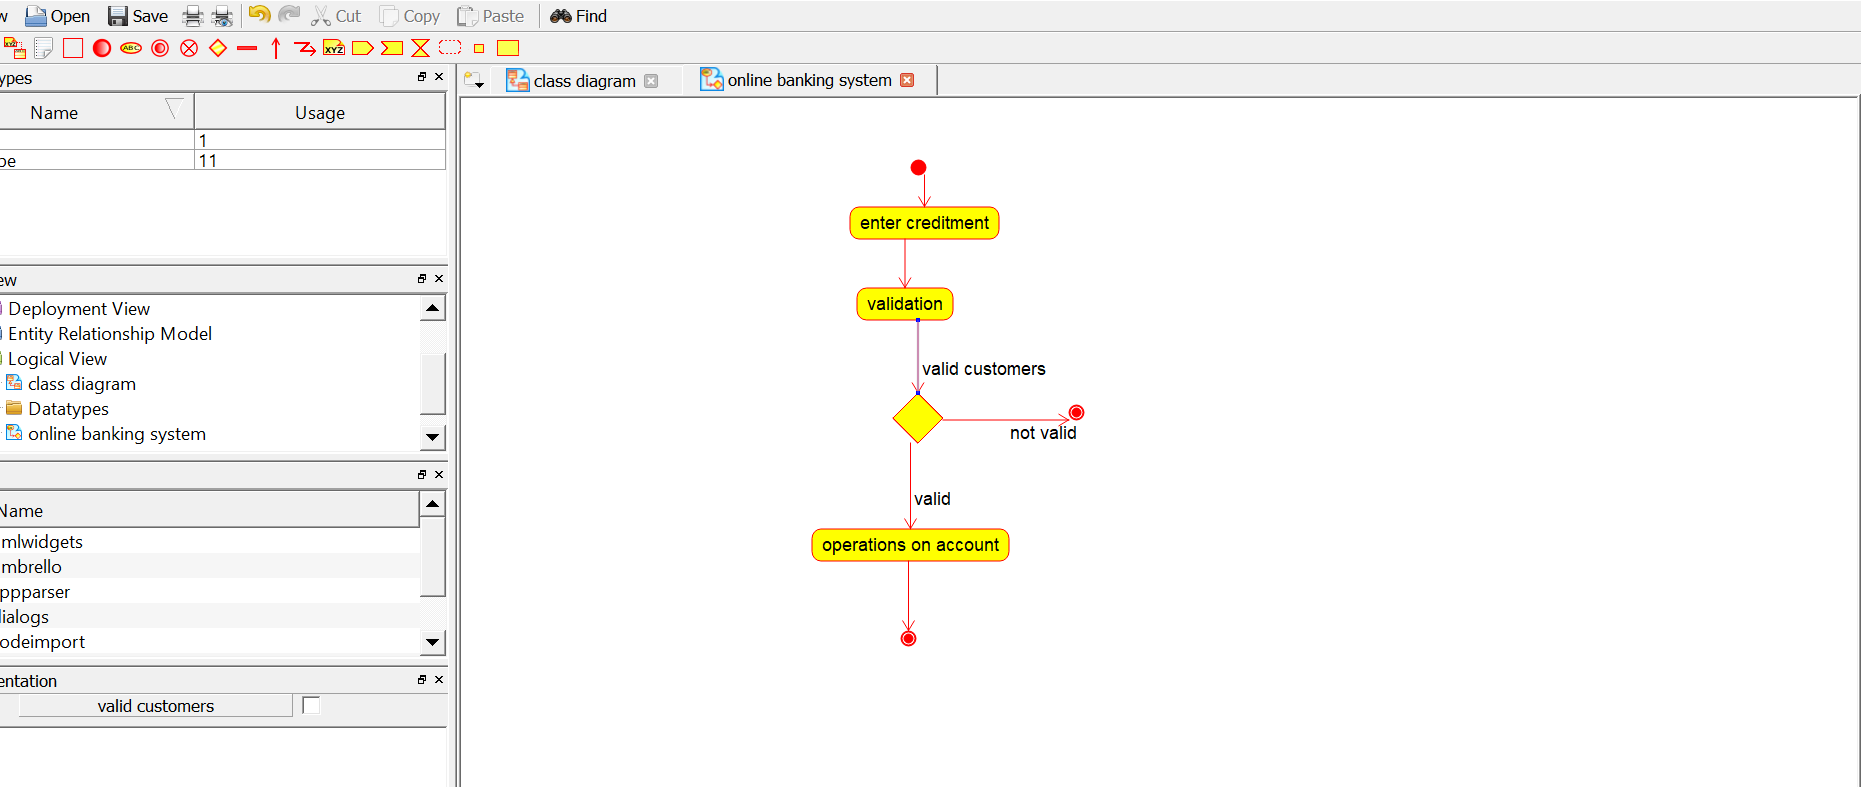 w Open Save Cut Copy Paste Find
ABC XYZ
ypes
class diagram
online banking system
Name Usage
1
pe 11
enter creditment
ew
validation
Deployment View
Entity Relationship Model
Logical View
valid customers
class diagram
Datatypes
online banking system
not valid
valid
Name
mlwidgets
operations on account
mbrello
ppparser
ialogs
odeimport
entation
valid customers